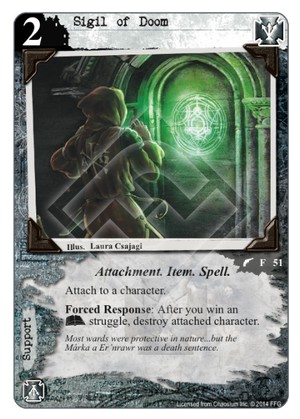 2
Sigil of Doom
Illus. Laura Csajagi
F 51
Attachment. Item. Spell.
Attach to a character.
Forced Response: After you win an
struggle, destroy attached character.
Most wards were protective in nature...but the
Márka a Er'nrawr was a death sentence.
Support
Licensed from Chaosium Inc. © 2014 FFG